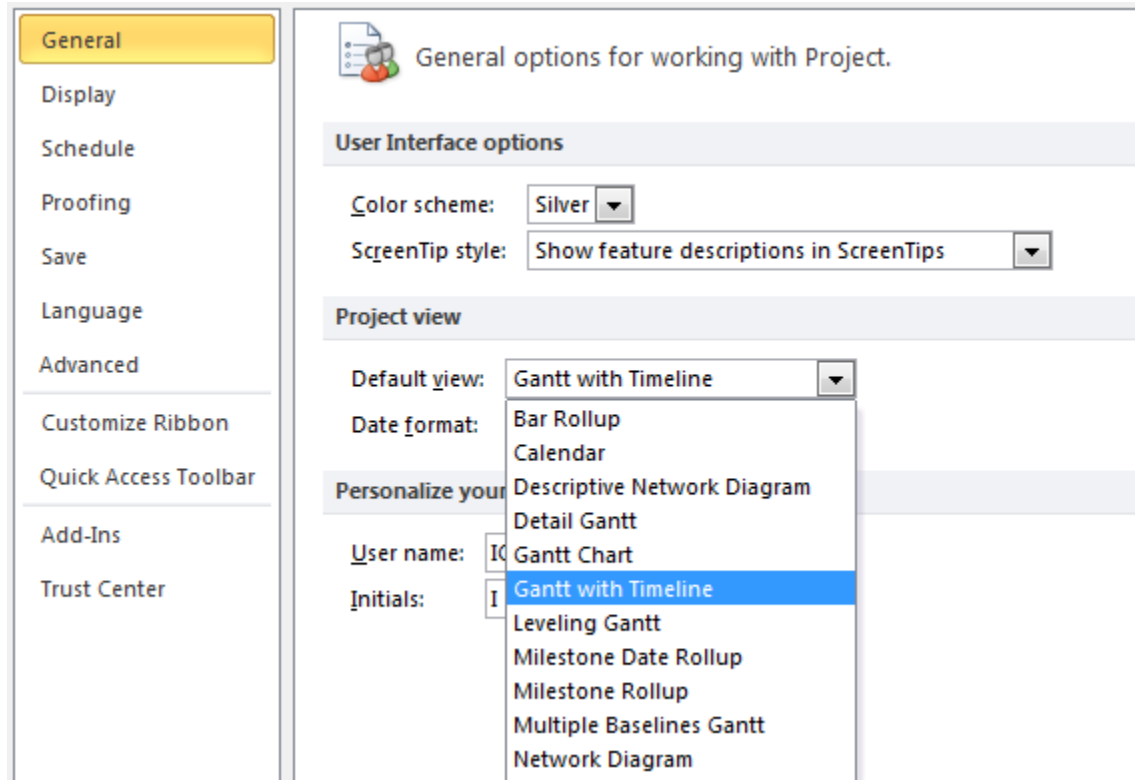 General
Display
Schedule
Proofing
Save
Language
Advanced
Customize Ribbon
Quick Access Toolbar
Add-Ins
Trust Center
General options for working with Project.
User Interface options
Color scheme: Silver
ScreenTip style: Show feature descriptions in ScreenTips
Project view
Default view: Gantt with Timeline
Date format:
Personalize your
User name:
Initials: I
Bar Rollup
Calendar
Descriptive Network Diagram
Detail Gantt
Gantt Chart
Gantt with Timeline
Leveling Gantt
Milestone Date Rollup
Milestone Rollup
Multiple Baselines Gantt
Network Diagram